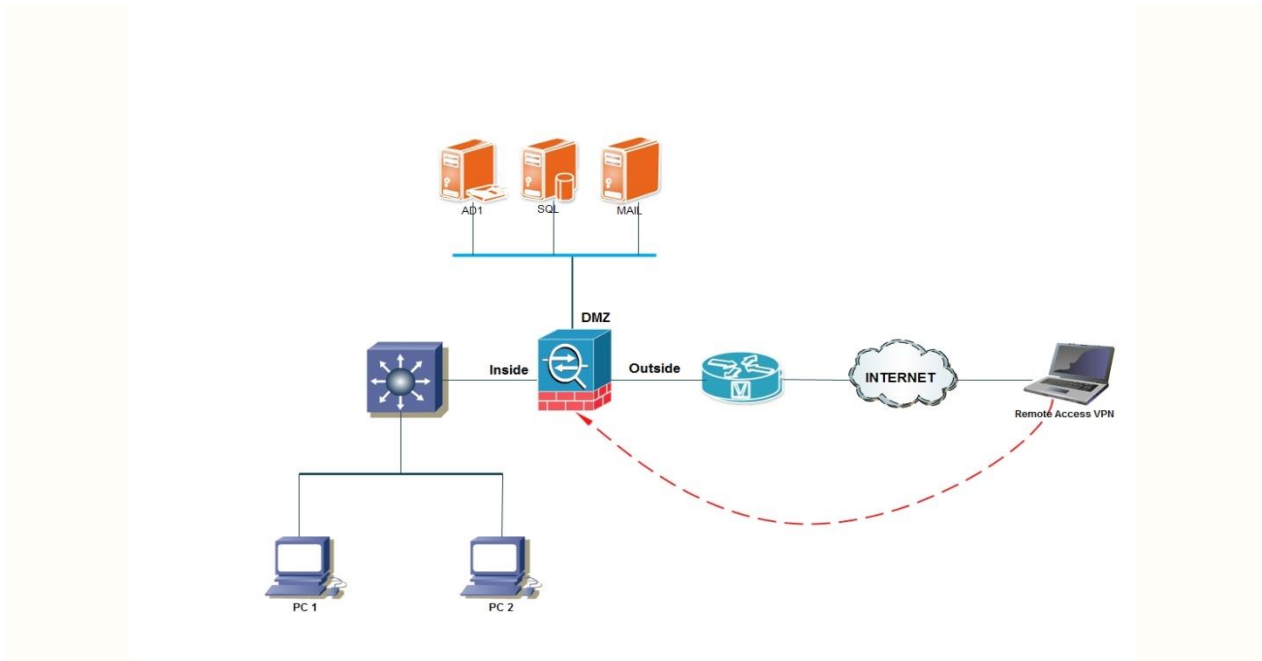 AD1
SQL
MAIL
DMZ
Inside
Outside
INTERNET
Remote Access VPN
PC 1
PC 2